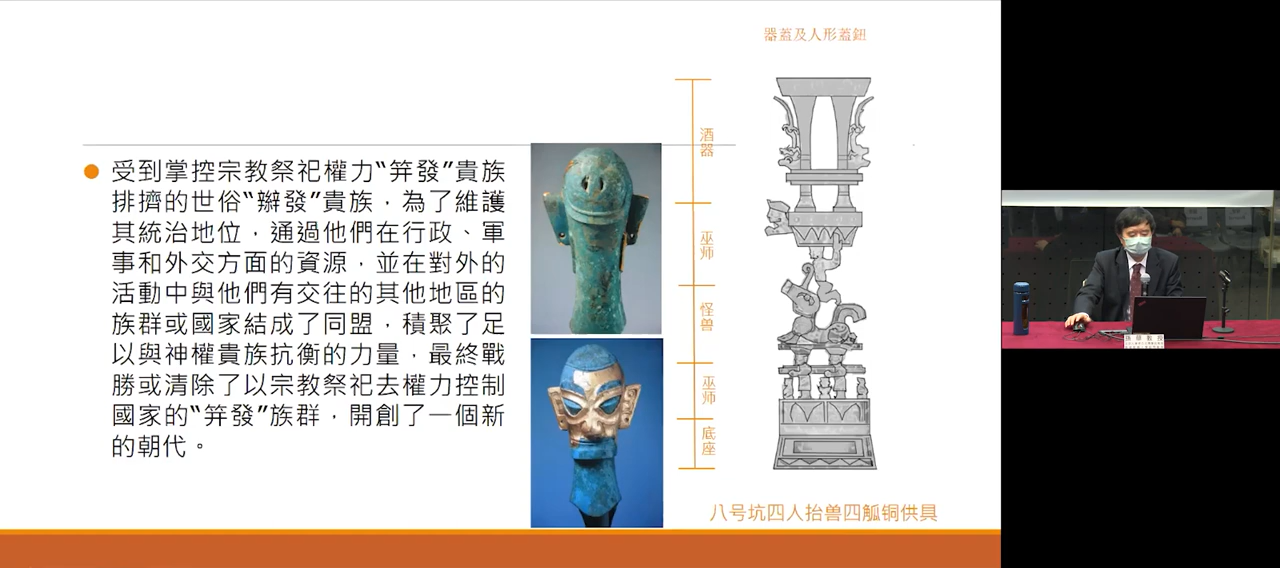 器蓋及人形蓋鈕
受到掌控宗教祭祀權力“笄發”貴族
排擠的世俗“辮發”貴族，為了維護
其統治地位，通過他們在行政、軍
事和外交方面的資源，並在對外的
活動中與他們有交往的其他地區的
族群或國家結成了同盟，積聚了足
以與神權貴族抗衡的力量，最終戰
勝或清除了以宗教祭祀去權力控制
國家的“笄發”族群，開創了一個新
的朝代。
酒器
巫师
怪兽
巫师
底座
八号坑四人抬兽四觚铜供具